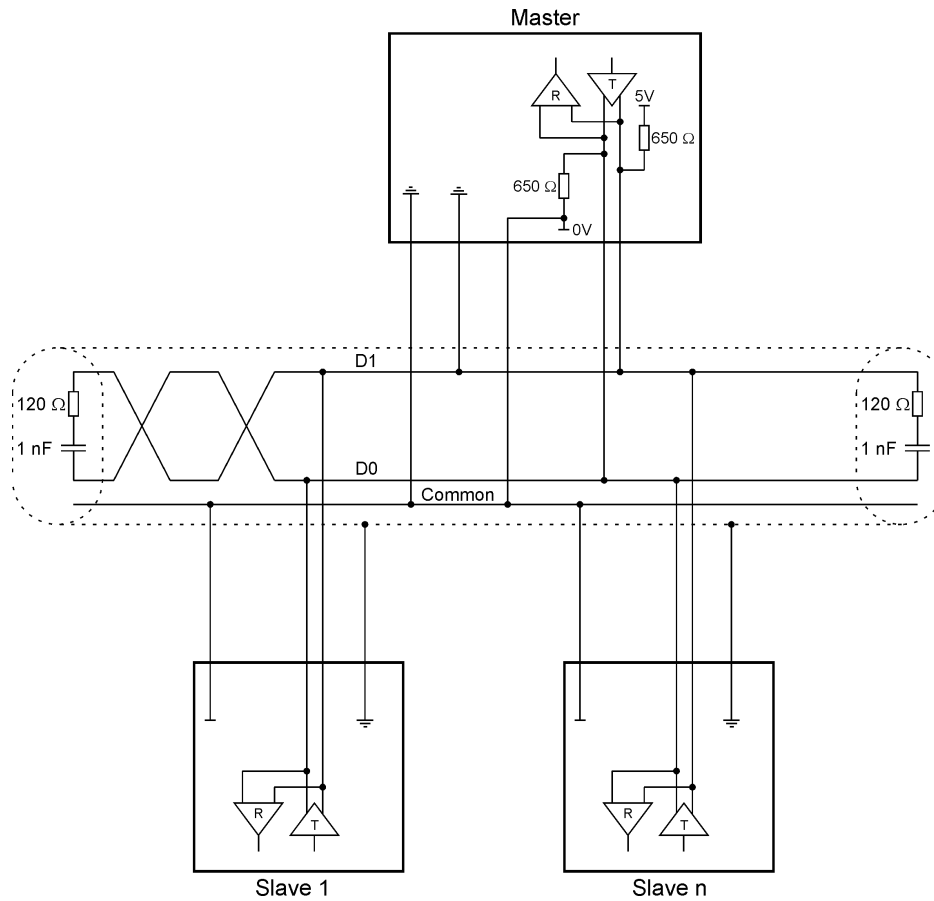 Master
R
T
5V
650 Ω
650 Ω
0V
D1
120 Ω
120 Ω
1 nF
1 nF
D0
Common
R
T
R
T
Slave 1
Slave n